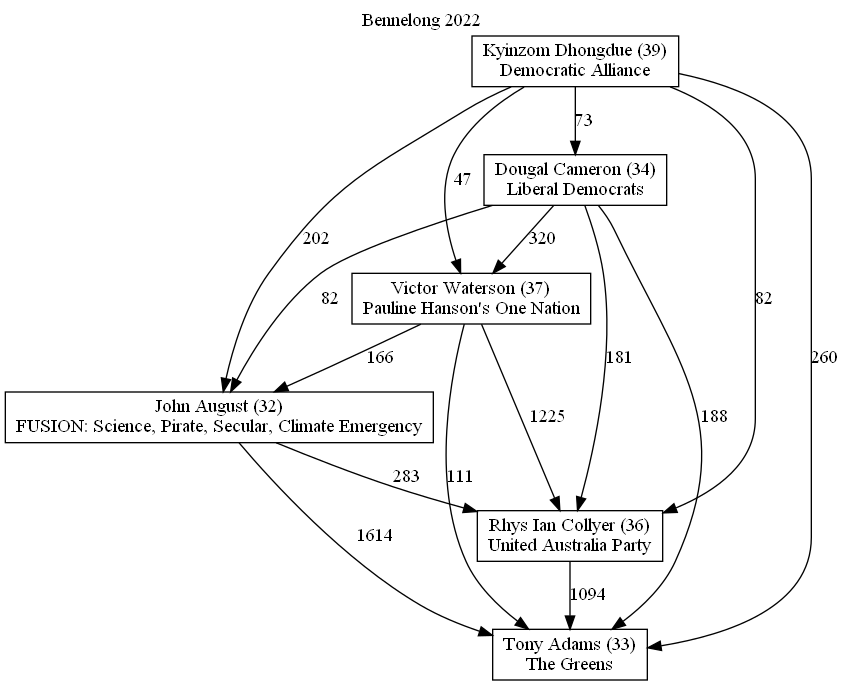 Bennelong 2022
Kyinzom Dhongdue (39)
Democratic Alliance
73
Dougal Cameron (34)
Liberal Democrats
47
202
320
82
82
Victor Waterson (37)
Pauline Hanson's One Nation
166
181
260
John August (32)
FUSION: Science, Pirate, Secular, Climate Emergency
1225
188
283
111
Rhys Ian Collyer (36)
United Australia Party
1614
1094
Tony Adams (33)
The Greens